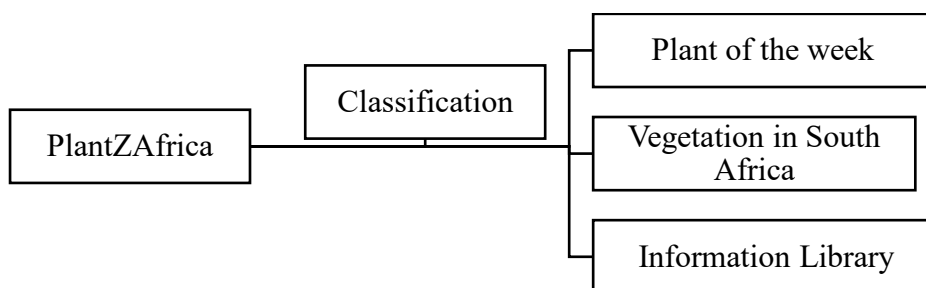 PlantZAfrica
Classification
Plant of the week
Vegetation in South
Africa
Information Library